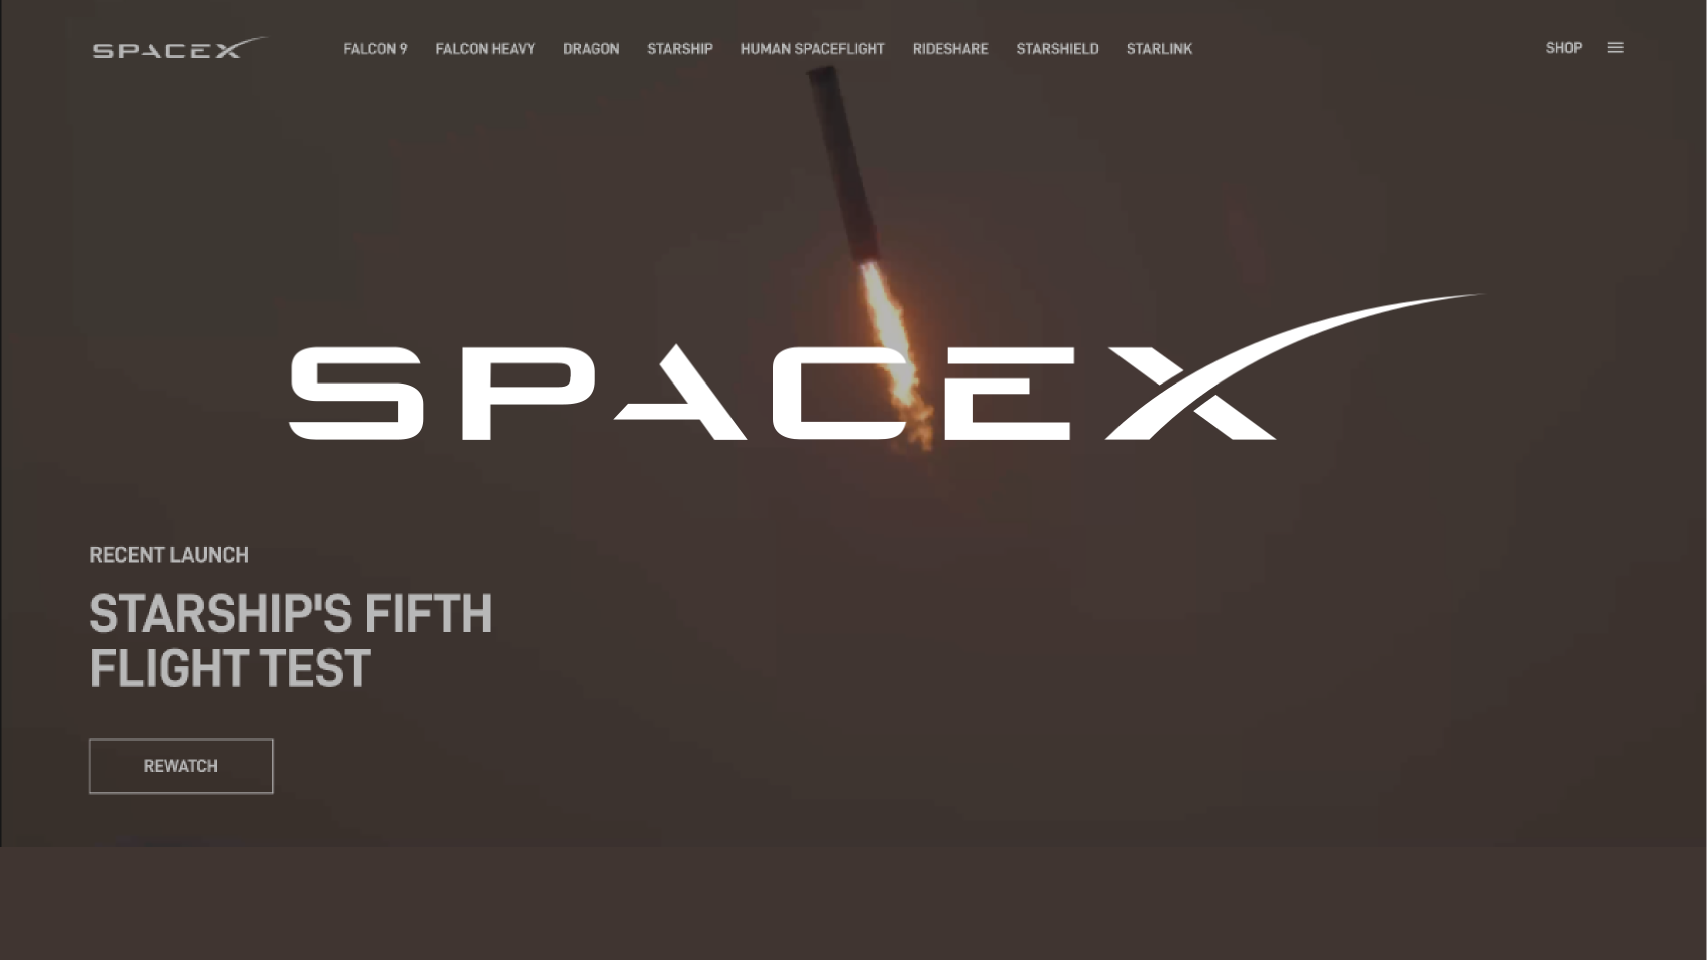 SPACEX
FALCON 9 FALCON HEAVY DRAGON STARSHIP HUMAN SPACEFLIGHT RIDESHARE STARSHIELD STARLINK SHOP
SPACEX
RECENT LAUNCH
STARSHIP'S FIFTH
FLIGHT TEST
REWATCH